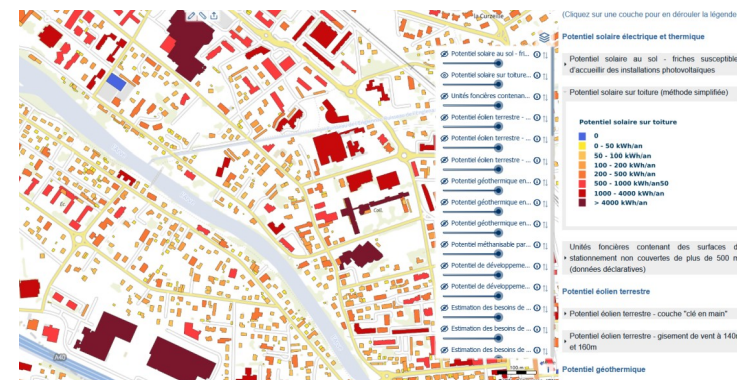 la Curzelle
Col.
A40
100 m
Potentiel solaire au sol - fri...
Potentiel solaire sur toiture...
Unités foncières contenan...
Potentiel éolien terrestre - ...
Potentiel éolien terrestre - ...
Potentiel éolien terrestre - ...
Potentiel géothermique en...
Potentiel géothermique en...
Potentiel géothermique en...
Potentiel méthanisable par...
Potentiel de développeme...
Potentiel de développeme...
Estimation des besoins de ...
Estimation des besoins de ...
Estimation des besoins de ...
(Cliquez sur une couche pour en dérouler la légende
Potentiel solaire électrique et thermique
Potentiel solaire au sol - friches susceptible
d'accueillir des installations photovoltaïques
Potentiel solaire sur toiture (méthode simplifiée)
Potentiel solaire sur toiture
0
0 - 50 kWh/an
50 - 100 kWh/an
100 - 200 kWh/an
200 - 500 kWh/an
500 - 1000 kWh/an50
1000 - 4000 kWh/an
> 4000 kWh/an
Unités foncières contenant des surfaces d
stationnement non couvertes de plus de 500 m
(données déclaratives)
Potentiel éolien terrestre
Potentiel éolien terrestre - couche "clé en main"
Potentiel éolien terrestre - gisement de vent à 140m
et 160m
Potentiel géothermique